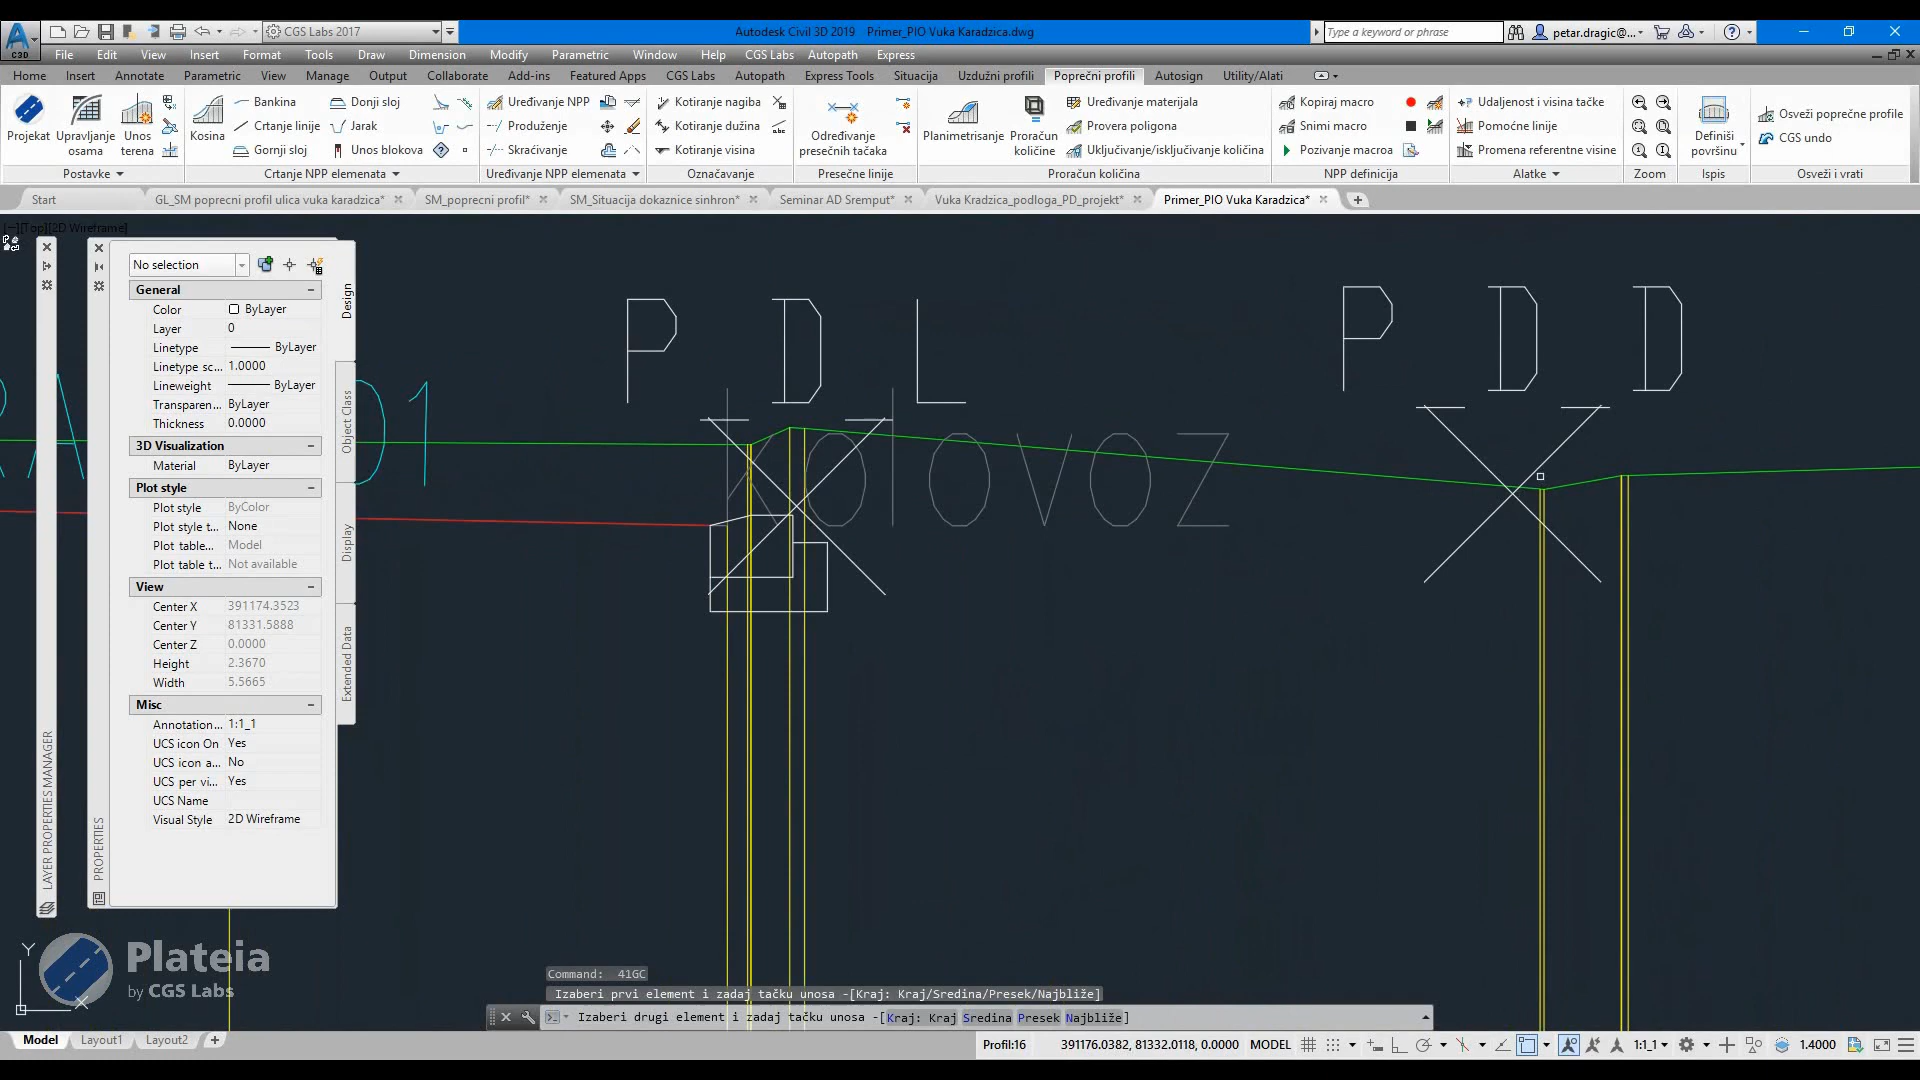 CGS Labs 2017
Autodesk Civil 3D 2019   Primer_PIO Vuka Karadzica.dwg
Type a keyword or phrase
petar.dragic@...
C3D
File Edit View Insert Format Tools Draw Dimension Modify Parametric Window Help CGS Labs Autopath Express
Home Insert Annotate Parametric View Manage Output Collaborate Add-ins Featured Apps CGS Labs Autopath Express Tools Situacija Uzdužni profili Poprečni profili Autosign Utility/Alati
Bankina Donji sloj Uređivanje NPP Kotiranje nagiba Uređivanje materijala Kopiraj macro Udaljenost i visina tačke
Crtanje linije Jarak Produženje Kotiranje dužina Provera poligona Snimi macro Pomoćne linije
Gornji sloj Unos blokova Skraćivanje Kotiranje visina Uključivanje/isključivanje količina Pozivanje macroa Promena referentne visine
Projekat
Upravljanje osama
Unos terena
Kosina
Određivanje presečnih tačaka
Planimetrisanje
Proračun količine
Definiši površinu
Osveži poprečne profile
CGS undo
Postavke Crtanje NPP elemenata Uređivanje NPP elemenata Označavanje Presečne linije Proračun količina NPP definicija Alatke Zoom Ispis Osveži i vrati
Start GL_SM poprecni profil ulica vuka karadzica* SM_poprecni profil* SM_Situacija dokaznice sinhron* Seminar AD Sremput* Vuka Kradzica_podloga_PD_projekt* Primer_PIO Vuka Karadzica*
[−][Top][2D Wireframe]
No selection
General
Color ByLayer
Layer 0
Linetype ByLayer
Linetype sc... 1.0000
Lineweight ByLayer
Transparen... ByLayer
Thickness 0.0000
3D Visualization
Material ByLayer
Plot style
Plot style ByColor
Plot style t... None
Plot table... Model
Plot table t... Not available
View
Center X 391174.3523
Center Y 81331.5888
Center Z 0.0000
Height 2.3670
Width 5.5665
Misc
Annotation... 1:1_1
UCS icon On Yes
UCS icon a... No
UCS per vi... Yes
UCS Name
Visual Style 2D Wireframe
Design
Object Class
Display
Extended Data
LAYER PROPERTIES MANAGER
PROPERTIES
P D L
P D D
KOlOVOZ
Y
X
Plateia
by CGS Labs
Command: 41GC
Izaberi prvi element i zadaj tačku unosa -[Kraj: Kraj/Sredina/Presek/Najbliže]
Izaberi drugi element i zadaj tačku unosa -[Kraj: Kraj Sredina Presek Najbliže]
Model Layout1 Layout2
Profil:16 391176.0382, 81332.0118, 0.0000 MODEL 1:1_1 1.4000